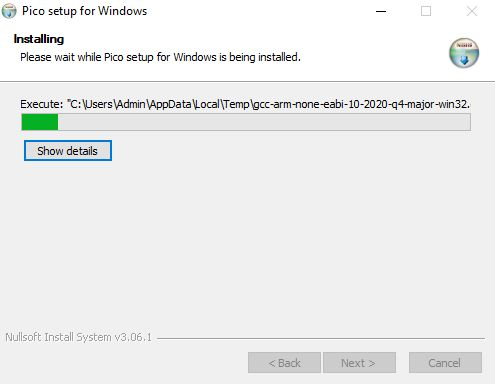 Pico setup for Windows
Installing
Please wait while Pico setup for Windows is being installed.
NSIS
Execute: "C:\Users\Admin\AppData\Local\Temp\gcc-arm-none-eabi-10-2020-q4-major-win32.
Show details
Nullsoft Install System v3.06.1
< Back Next > Cancel